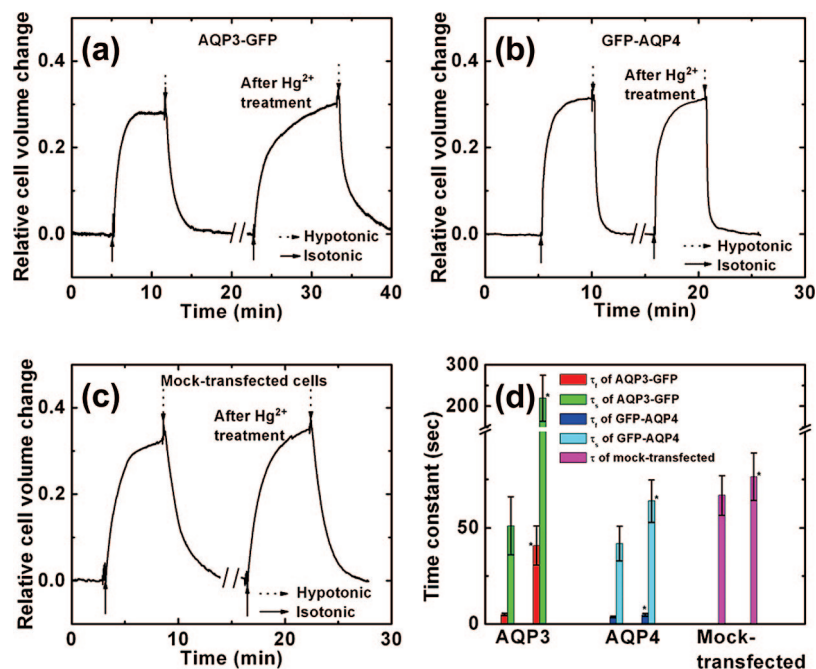 (a)
AQP3-GFP
0.4
0.2
0.0
Relative cell volume change
After Hg2+
treatment
Hypotonic
Isotonic
0 10 20 30 40
Time (min)
(b)
GFP-AQP4
0.4
0.2
0.0
Relative cell volume change
After Hg2+
treatment
Hypotonic
Isotonic
0 10 20 30
Time (min)
(c)
Mock-transfected cells
0.4
0.2
0.0
Relative cell volume change
After Hg2+
treatment
Hypotonic
Isotonic
0 10 20 30
Time (min)
(d)
300
200
50
0
Time constant (sec)
τf of AQP3-GFP
τs of AQP3-GFP
τf of GFP-AQP4
τs of GFP-AQP4
τ of mock-transfected
* * * * *
AQP3 AQP4 Mock-
transfected